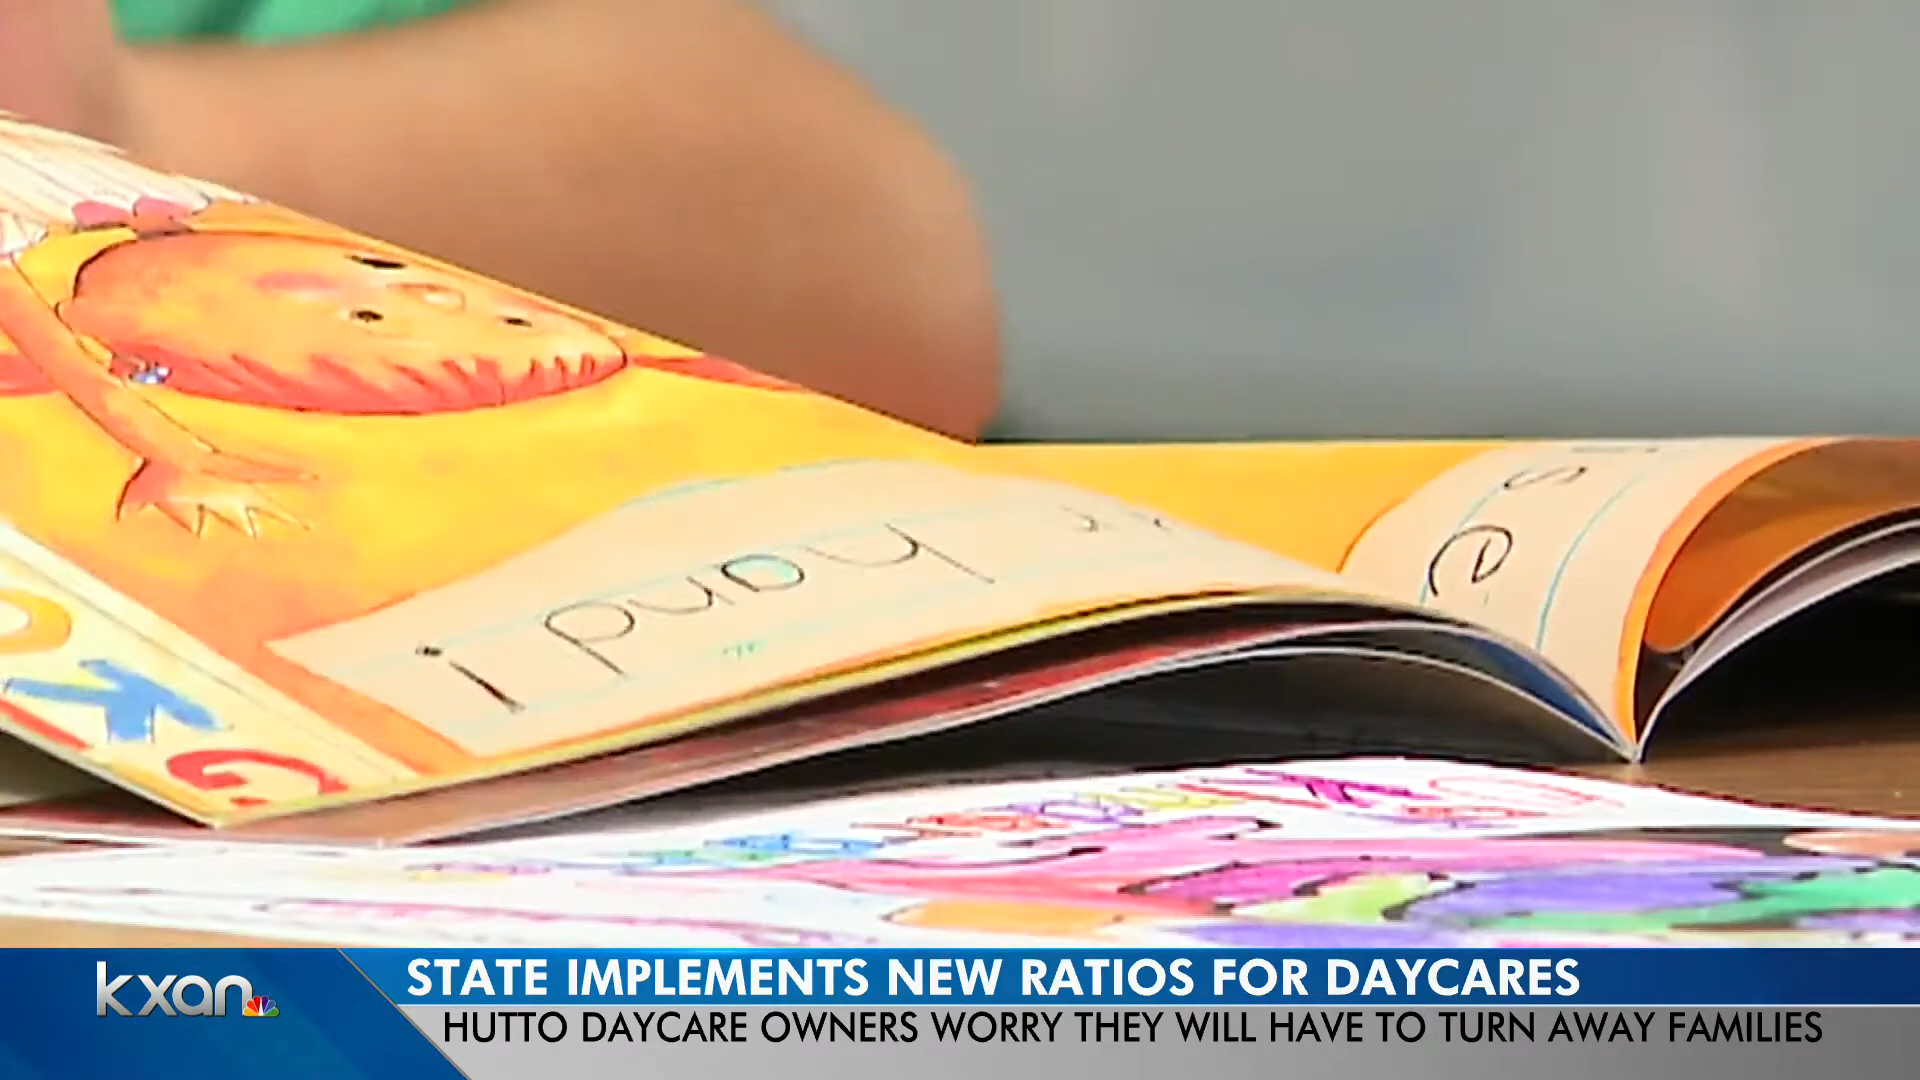 i hand
s
e
O K G
kxan
STATE IMPLEMENTS NEW RATIOS FOR DAYCARES
HUTTO DAYCARE OWNERS WORRY THEY WILL HAVE TO TURN AWAY FAMILIES